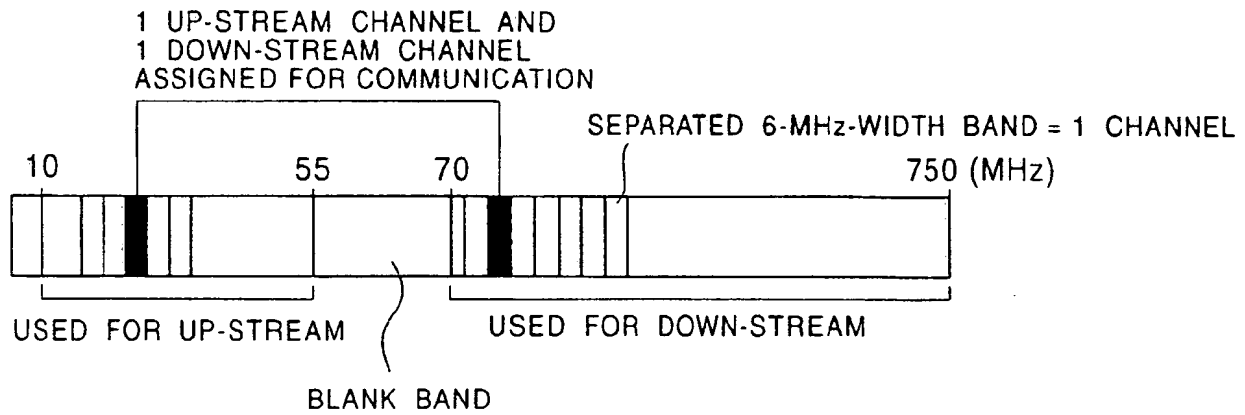 1 UP-STREAM CHANNEL AND
1 DOWN-STREAM CHANNEL
ASSIGNED FOR COMMUNICATION
SEPARATED 6-MHz-WIDTH BAND = 1 CHANNEL
10 55 70 750 (MHz)
USED FOR UP-STREAM USED FOR DOWN-STREAM
BLANK BAND